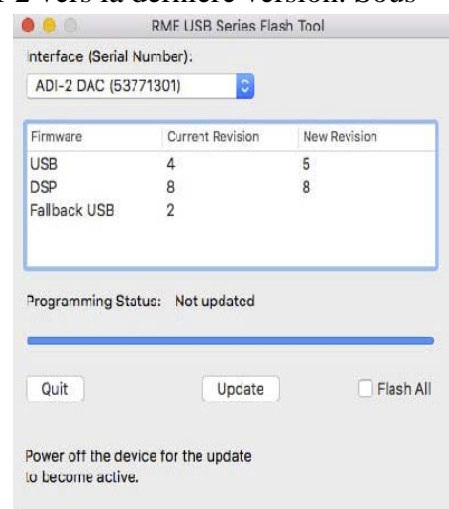 -2 vers la dernière version. Sous
RME USB Series Flash Tool
Interface (Serial Number):
ADI-2 DAC (53771301)
Firmware Current Revision New Revision
USB 4 5
DSP 8 8
Fallback USB 2
Programming Status: Not updated
Quit Update Flash All
Power off the device for the update
to become active.